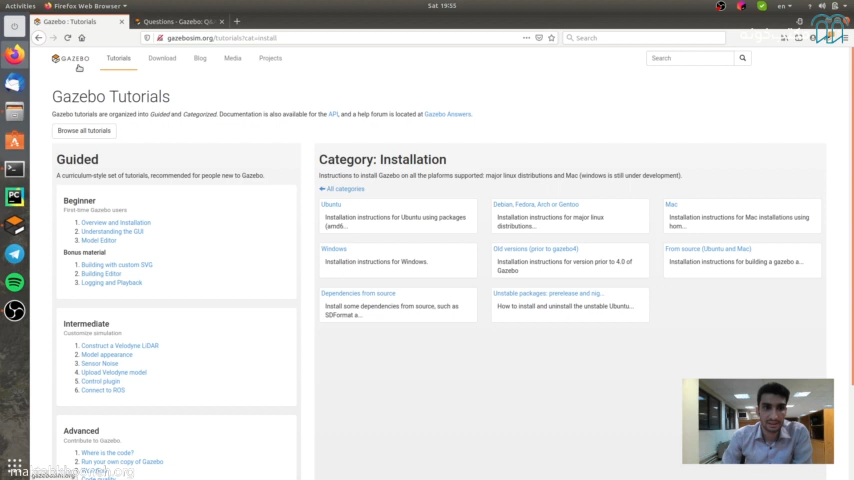 Activities
Firefox Web Browser
Sat 19:55
en
Gazebo : Tutorials
Questions - Gazebo: Q&
gazebosim.org/tutorials?cat=install
Search
GAZEBO
Tutorials
Download
Blog
Media
Projects
Search
Gazebo Tutorials
Gazebo tutorials are organized into Guided and Categorized. Documentation is also available for the API, and a help forum is located at Gazebo Answers.
Browse all tutorials
Guided
A curriculum-style set of tutorials, recommended for people new to Gazebo.
Beginner
First-time Gazebo users
1. Overview and Installation
2. Understanding the GUI
3. Model Editor
Bonus material
1. Building with custom SVG
2. Building Editor
3. Logging and Playback
Intermediate
Customize simulation
1. Construct a Velodyne LiDAR
2. Model appearance
3. Sensor Noise
4. Upload Velodyne model
5. Control plugin
6. Connect to ROS
Advanced
Contribute to Gazebo.
1. Where is the code?
2. Run your own copy of Gazebo
Code quality
Category: Installation
Instructions to install Gazebo on all the plaforms supported: major linux distributions and Mac (windows is still under development).
All categories
Ubuntu
Installation instructions for Ubuntu using packages
(amd6...
Debian, Fedora, Arch or Gentoo
Installation instructions for major linux
distributions...
Mac
Installation instructions for Mac installations using
hom...
Windows
Installation instructions for Windows.
Old versions (prior to gazebo4)
Installation instructions for version prior to 4.0 of
Gazebo
From source (Ubuntu and Mac)
Installation instructions for building a gazebo a...
Dependencies from source
Install some dependencies from source, such as
SDFormat a...
Unstable packages: prerelease and nig...
How to install and uninstall the unstable Ubuntu...
gazebosim.org